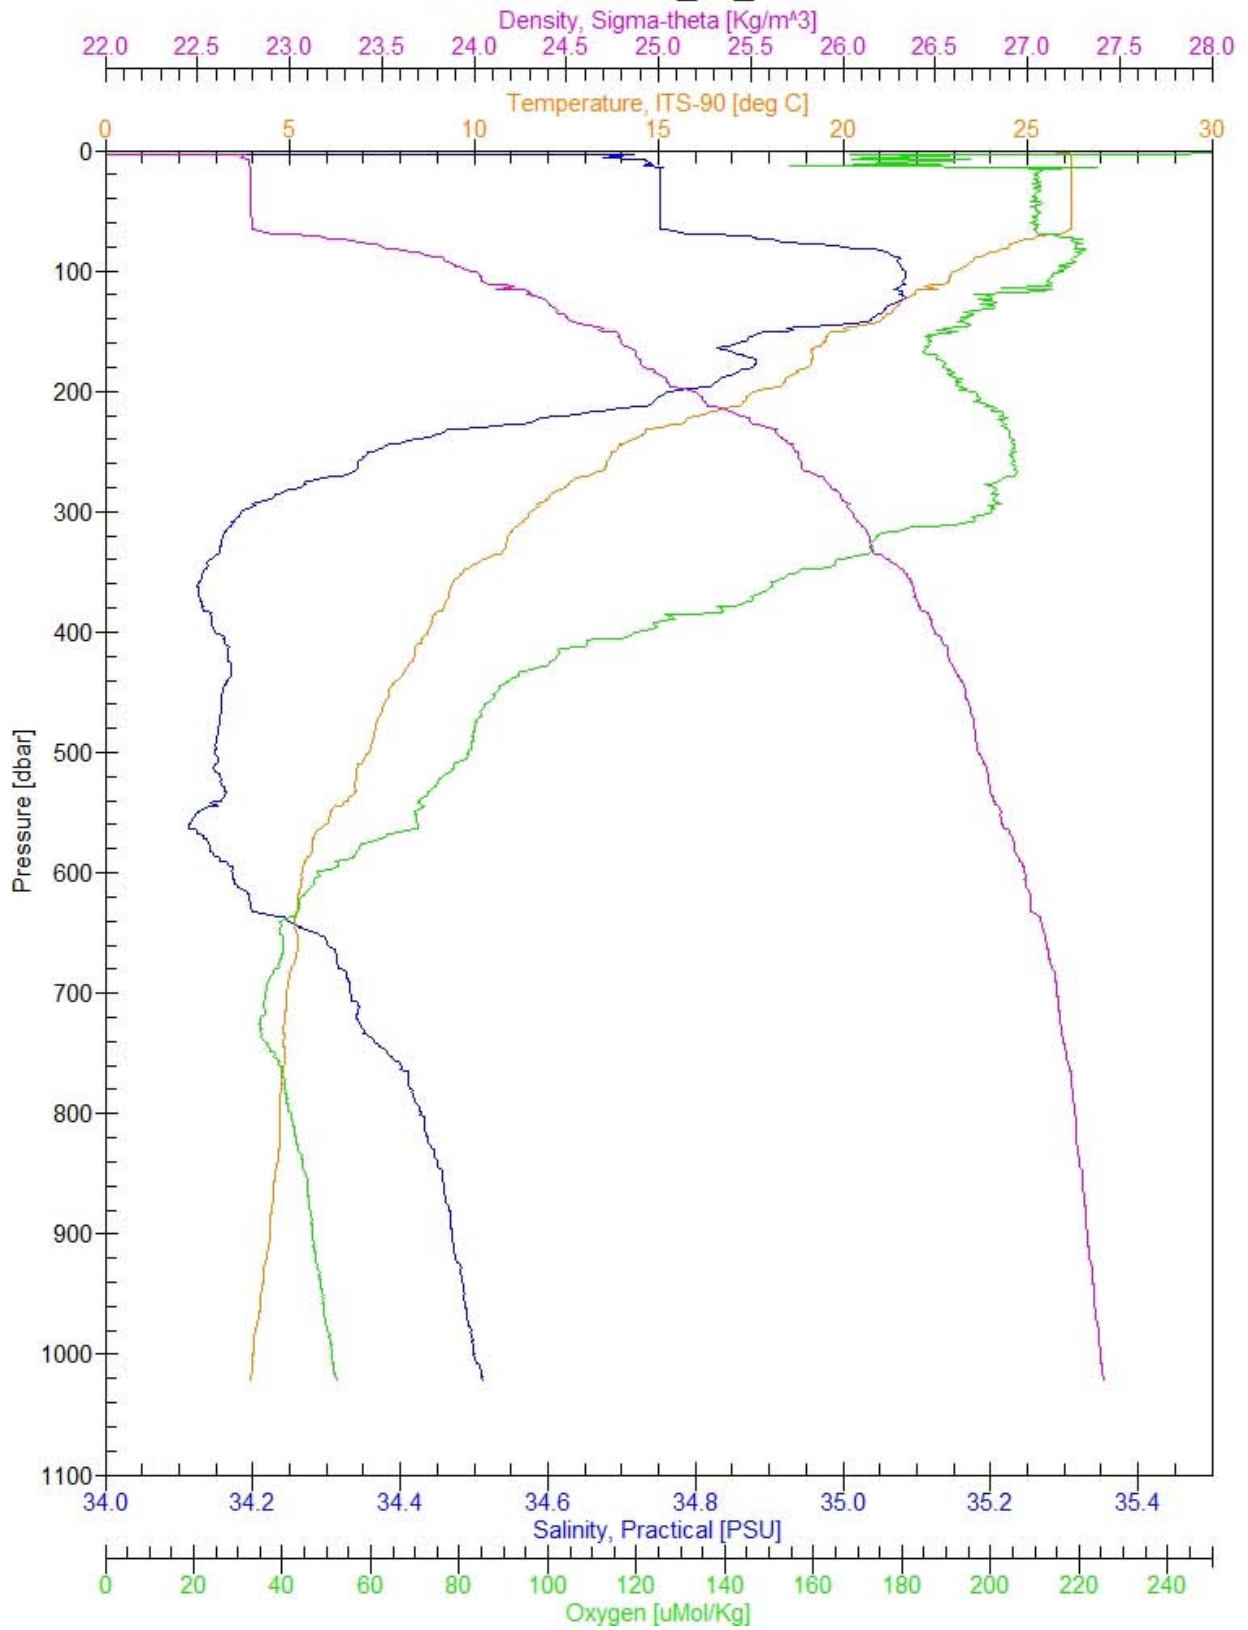 Density, Sigma-theta [Kg/m^3]
22.0 22.5 23.0 23.5 24.0 24.5 25.0 25.5 26.0 26.5 27.0 27.5 28.0
Temperature, ITS-90 [deg C]
0 5 10 15 20 25 30
0
100
200
300
400
500
600
700
800
900
1000
1100
Pressure [dbar]
34.0 34.2 34.4 34.6 34.8 35.0 35.2 35.4
Salinity, Practical [PSU]
0 20 40 60 80 100 120 140 160 180 200 220 240
Oxygen [uMol/Kg]